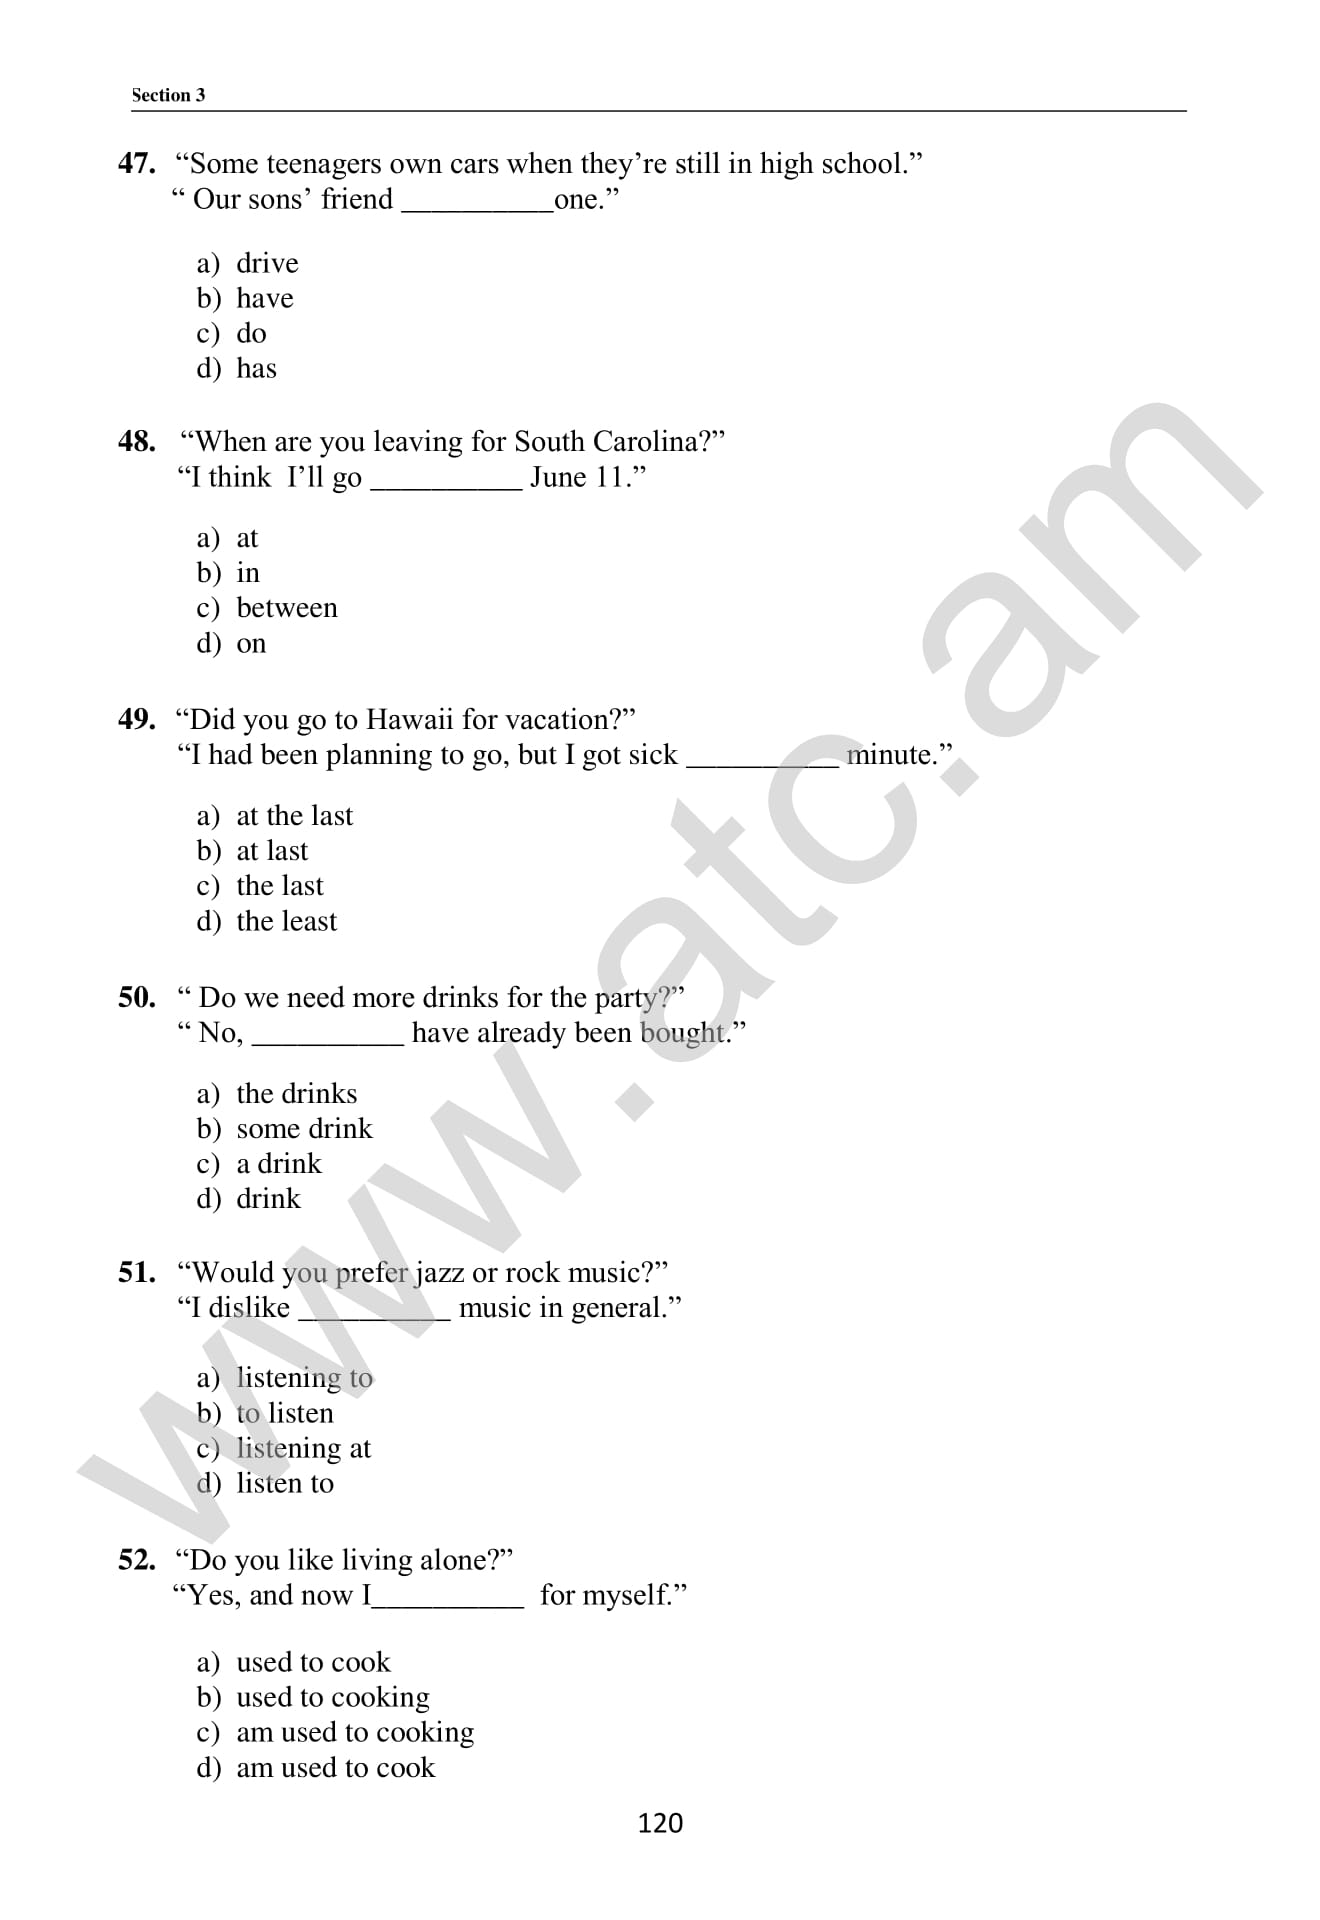 Section 3
47. “Some teenagers own cars when they’re still in high school.”
“ Our sons’ friend __________one.”
a) drive
b) have
c) do
d) has
48. “When are you leaving for South Carolina?”
“I think I’ll go __________ June 11.”
a) at
b) in
c) between
d) on
49. “Did you go to Hawaii for vacation?”
“I had been planning to go, but I got sick __________ minute.”
a) at the last
b) at last
c) the last
d) the least
50. “ Do we need more drinks for the party?”
“ No, __________ have already been bought.”
a) the drinks
b) some drink
c) a drink
d) drink
51. “Would you prefer jazz or rock music?”
“I dislike __________ music in general.”
a) listening to
b) to listen
c) listening at
d) listen to
52. “Do you like living alone?”
“Yes, and now I__________ for myself.”
a) used to cook
b) used to cooking
c) am used to cooking
d) am used to cook
120
www.atc.am